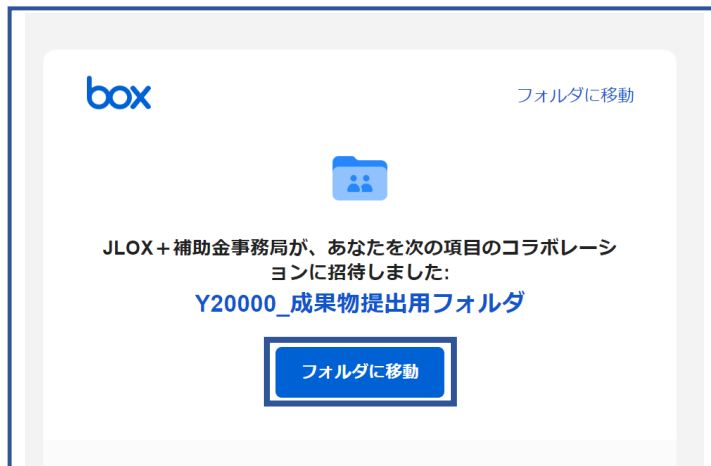 box
フォルダに移動
JLOX+補助金事務局が、あなたを次の項目のコラボレーシ
ョンに招待しました:
Y20000_成果物提出用フォルダ
フォルダに移動